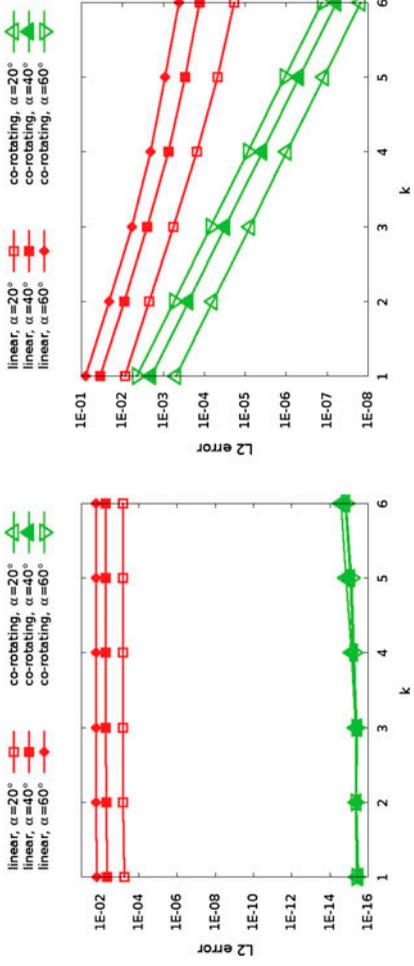 linear, α=20°
linear, α=40°
linear, α=60°
co-rotating, α=20°
co-rotating, α=40°
co-rotating, α=60°
L2 error
1E-02
1E-04
1E-06
1E-08
1E-10
1E-12
1E-14
1E-16
1 2 3 4 5 6
k
linear, α=20°
linear, α=40°
linear, α=60°
co-rotating, α=20°
co-rotating, α=40°
co-rotating, α=60°
L2 error
1E-01
1E-02
1E-03
1E-04
1E-05
1E-06
1E-07
1E-08
1 2 3 4 5 6
k